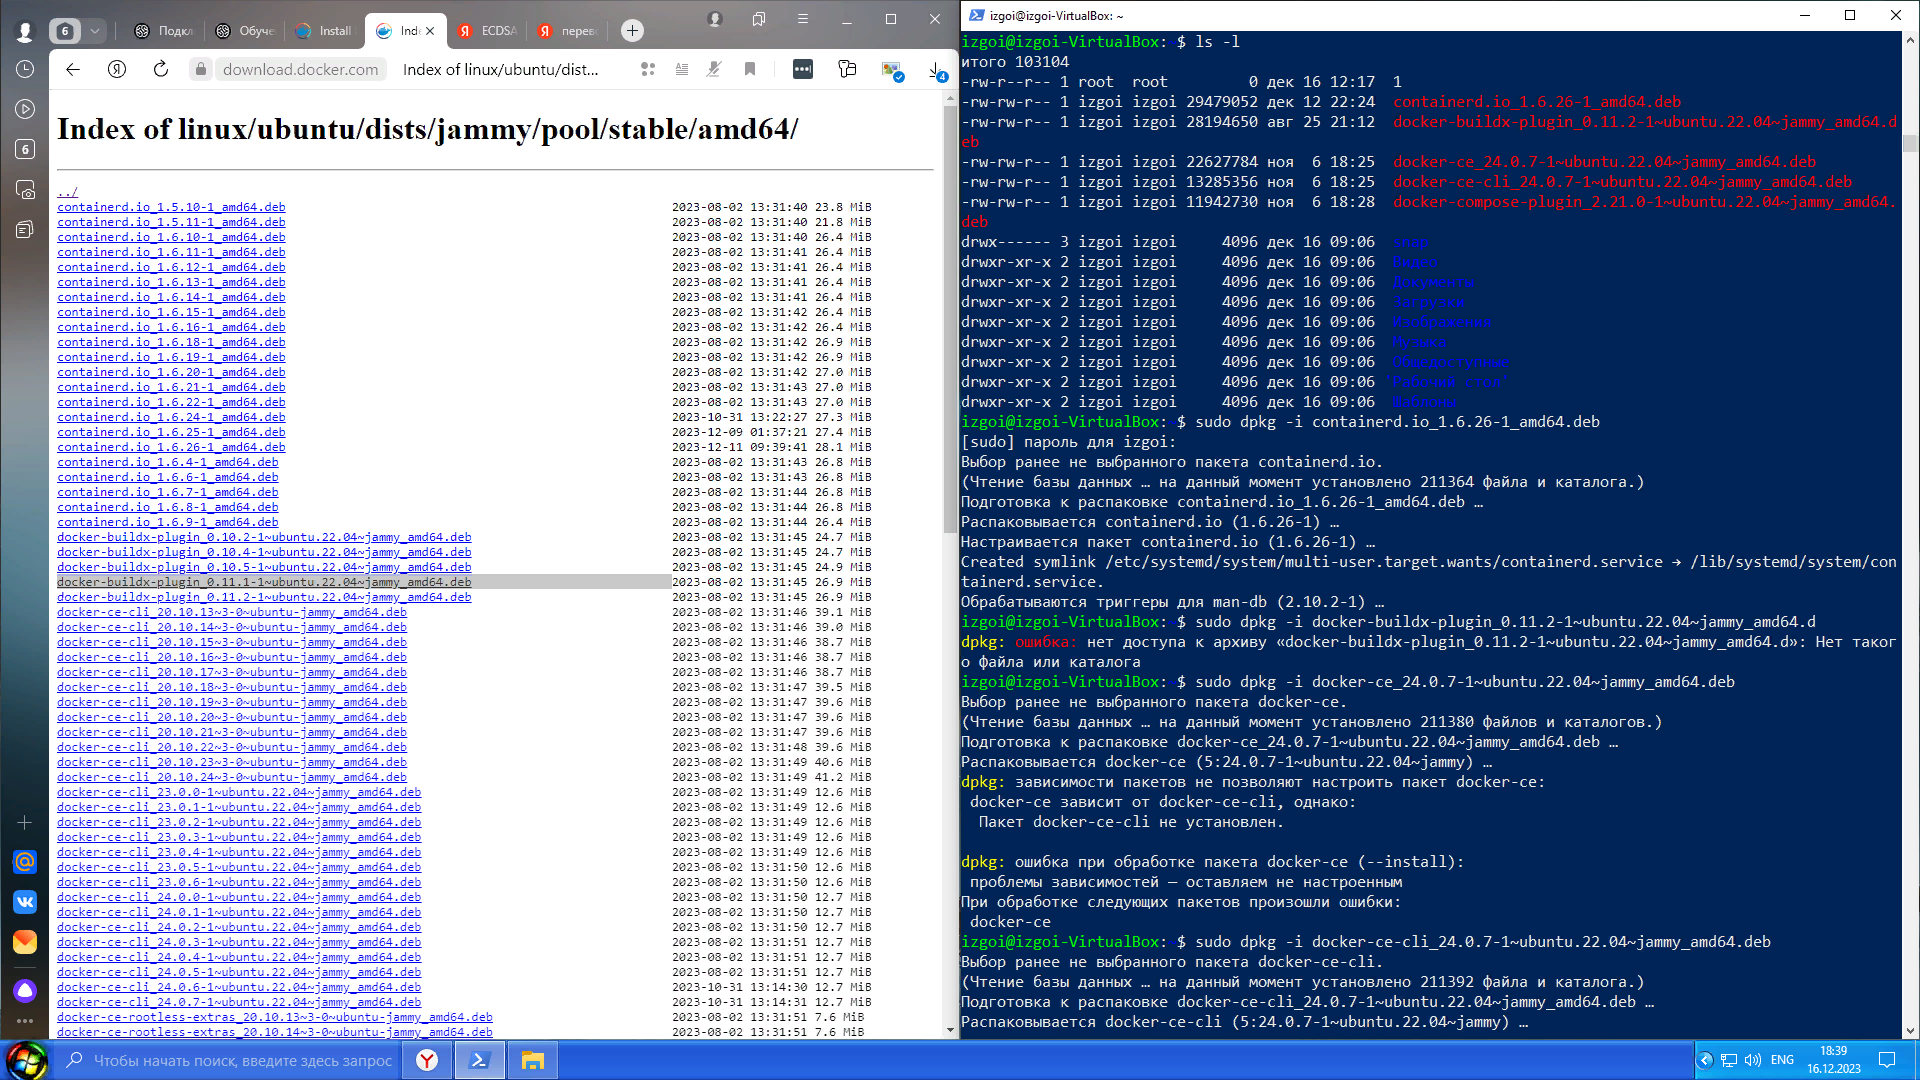 6
Подкл
Обуче
Install
Inde
ECDSA
перев
download.docker.com
Index of linux/ubuntu/dist...
4
6
Index of linux/ubuntu/dists/jammy/pool/stable/amd64/
../
containerd.io_1.5.10-1_amd64.deb 2023-08-02 13:31:40 23.8 MiB
containerd.io_1.5.11-1_amd64.deb 2023-08-02 13:31:40 21.8 MiB
containerd.io_1.6.10-1_amd64.deb 2023-08-02 13:31:40 26.4 MiB
containerd.io_1.6.11-1_amd64.deb 2023-08-02 13:31:41 26.4 MiB
containerd.io_1.6.12-1_amd64.deb 2023-08-02 13:31:41 26.4 MiB
containerd.io_1.6.13-1_amd64.deb 2023-08-02 13:31:41 26.4 MiB
containerd.io_1.6.14-1_amd64.deb 2023-08-02 13:31:41 26.4 MiB
containerd.io_1.6.15-1_amd64.deb 2023-08-02 13:31:42 26.4 MiB
containerd.io_1.6.16-1_amd64.deb 2023-08-02 13:31:42 26.4 MiB
containerd.io_1.6.18-1_amd64.deb 2023-08-02 13:31:42 26.9 MiB
containerd.io_1.6.19-1_amd64.deb 2023-08-02 13:31:42 26.9 MiB
containerd.io_1.6.20-1_amd64.deb 2023-08-02 13:31:42 27.0 MiB
containerd.io_1.6.21-1_amd64.deb 2023-08-02 13:31:43 27.0 MiB
containerd.io_1.6.22-1_amd64.deb 2023-08-02 13:31:43 27.0 MiB
containerd.io_1.6.24-1_amd64.deb 2023-10-31 13:22:27 27.3 MiB
containerd.io_1.6.25-1_amd64.deb 2023-12-09 01:37:21 27.4 MiB
containerd.io_1.6.26-1_amd64.deb 2023-12-11 09:39:41 28.1 MiB
containerd.io_1.6.4-1_amd64.deb 2023-08-02 13:31:43 26.8 MiB
containerd.io_1.6.6-1_amd64.deb 2023-08-02 13:31:43 26.8 MiB
containerd.io_1.6.7-1_amd64.deb 2023-08-02 13:31:44 26.8 MiB
containerd.io_1.6.8-1_amd64.deb 2023-08-02 13:31:44 26.8 MiB
containerd.io_1.6.9-1_amd64.deb 2023-08-02 13:31:44 26.4 MiB
docker-buildx-plugin_0.10.2-1~ubuntu.22.04~jammy_amd64.deb 2023-08-02 13:31:45 24.7 MiB
docker-buildx-plugin_0.10.4-1~ubuntu.22.04~jammy_amd64.deb 2023-08-02 13:31:45 24.7 MiB
docker-buildx-plugin_0.10.5-1~ubuntu.22.04~jammy_amd64.deb 2023-08-02 13:31:45 24.9 MiB
docker-buildx-plugin_0.11.1-1~ubuntu.22.04~jammy_amd64.deb 2023-08-02 13:31:45 26.9 MiB
docker-buildx-plugin_0.11.2-1~ubuntu.22.04~jammy_amd64.deb 2023-08-02 13:31:45 26.9 MiB
docker-ce-cli_20.10.13~3-0~ubuntu-jammy_amd64.deb 2023-08-02 13:31:46 39.1 MiB
docker-ce-cli_20.10.14~3-0~ubuntu-jammy_amd64.deb 2023-08-02 13:31:46 39.0 MiB
docker-ce-cli_20.10.15~3-0~ubuntu-jammy_amd64.deb 2023-08-02 13:31:46 38.7 MiB
docker-ce-cli_20.10.16~3-0~ubuntu-jammy_amd64.deb 2023-08-02 13:31:46 38.7 MiB
docker-ce-cli_20.10.17~3-0~ubuntu-jammy_amd64.deb 2023-08-02 13:31:46 38.7 MiB
docker-ce-cli_20.10.18~3-0~ubuntu-jammy_amd64.deb 2023-08-02 13:31:47 39.5 MiB
docker-ce-cli_20.10.19~3-0~ubuntu-jammy_amd64.deb 2023-08-02 13:31:47 39.6 MiB
docker-ce-cli_20.10.20~3-0~ubuntu-jammy_amd64.deb 2023-08-02 13:31:47 39.6 MiB
docker-ce-cli_20.10.21~3-0~ubuntu-jammy_amd64.deb 2023-08-02 13:31:47 39.6 MiB
docker-ce-cli_20.10.22~3-0~ubuntu-jammy_amd64.deb 2023-08-02 13:31:48 39.6 MiB
docker-ce-cli_20.10.23~3-0~ubuntu-jammy_amd64.deb 2023-08-02 13:31:49 40.6 MiB
docker-ce-cli_20.10.24~3-0~ubuntu-jammy_amd64.deb 2023-08-02 13:31:49 41.2 MiB
docker-ce-cli_23.0.0-1~ubuntu.22.04~jammy_amd64.deb 2023-08-02 13:31:49 12.6 MiB
docker-ce-cli_23.0.1-1~ubuntu.22.04~jammy_amd64.deb 2023-08-02 13:31:49 12.6 MiB
docker-ce-cli_23.0.2-1~ubuntu.22.04~jammy_amd64.deb 2023-08-02 13:31:49 12.6 MiB
docker-ce-cli_23.0.3-1~ubuntu.22.04~jammy_amd64.deb 2023-08-02 13:31:49 12.6 MiB
docker-ce-cli_23.0.4-1~ubuntu.22.04~jammy_amd64.deb 2023-08-02 13:31:49 12.6 MiB
docker-ce-cli_23.0.5-1~ubuntu.22.04~jammy_amd64.deb 2023-08-02 13:31:50 12.6 MiB
docker-ce-cli_23.0.6-1~ubuntu.22.04~jammy_amd64.deb 2023-08-02 13:31:50 12.6 MiB
docker-ce-cli_24.0.0-1~ubuntu.22.04~jammy_amd64.deb 2023-08-02 13:31:50 12.7 MiB
docker-ce-cli_24.0.1-1~ubuntu.22.04~jammy_amd64.deb 2023-08-02 13:31:50 12.7 MiB
docker-ce-cli_24.0.2-1~ubuntu.22.04~jammy_amd64.deb 2023-08-02 13:31:50 12.7 MiB
docker-ce-cli_24.0.3-1~ubuntu.22.04~jammy_amd64.deb 2023-08-02 13:31:51 12.7 MiB
docker-ce-cli_24.0.4-1~ubuntu.22.04~jammy_amd64.deb 2023-08-02 13:31:51 12.7 MiB
docker-ce-cli_24.0.5-1~ubuntu.22.04~jammy_amd64.deb 2023-08-02 13:31:51 12.7 MiB
docker-ce-cli_24.0.6-1~ubuntu.22.04~jammy_amd64.deb 2023-10-31 13:14:30 12.7 MiB
docker-ce-cli_24.0.7-1~ubuntu.22.04~jammy_amd64.deb 2023-10-31 13:14:31 12.7 MiB
docker-ce-rootless-extras_20.10.13~3-0~ubuntu-jammy_amd64.deb 2023-08-02 13:31:51 7.6 MiB
docker-ce-rootless-extras_20.10.14~3-0~ubuntu-jammy_amd64.deb 2023-08-02 13:31:51 7.6 MiB
izgoi@izgoi-VirtualBox: ~
izgoi@izgoi-VirtualBox: $ ls -l
итого 103104
-rw-r--r-- 1 root  root         0 дек 16 12:17  1
-rw-rw-r-- 1 izgoi izgoi 29479052 дек 12 22:24  containerd.io_1.6.26-1_amd64.deb
-rw-rw-r-- 1 izgoi izgoi 28194650 авг 25 21:12  docker-buildx-plugin_0.11.2-1~ubuntu.22.04~jammy_amd64.d
eb
-rw-rw-r-- 1 izgoi izgoi 22627784 ноя  6 18:25  docker-ce_24.0.7-1~ubuntu.22.04~jammy_amd64.deb
-rw-rw-r-- 1 izgoi izgoi 13285356 ноя  6 18:25  docker-ce-cli_24.0.7-1~ubuntu.22.04~jammy_amd64.deb
-rw-rw-r-- 1 izgoi izgoi 11942730 ноя  6 18:28  docker-compose-plugin_2.21.0-1~ubuntu.22.04~jammy_amd64.
deb
drwx------ 3 izgoi izgoi     4096 дек 16 09:06  snap
drwxr-xr-x 2 izgoi izgoi     4096 дек 16 09:06  Видео
drwxr-xr-x 2 izgoi izgoi     4096 дек 16 09:06  Документы
drwxr-xr-x 2 izgoi izgoi     4096 дек 16 09:06  Загрузки
drwxr-xr-x 2 izgoi izgoi     4096 дек 16 09:06  Изображения
drwxr-xr-x 2 izgoi izgoi     4096 дек 16 09:06  Музыка
drwxr-xr-x 2 izgoi izgoi     4096 дек 16 09:06  Общедоступные
drwxr-xr-x 2 izgoi izgoi     4096 дек 16 09:06 'Рабочий стол'
drwxr-xr-x 2 izgoi izgoi     4096 дек 16 09:06  Шаблоны
izgoi@izgoi-VirtualBox: $ sudo dpkg -i containerd.io_1.6.26-1_amd64.deb
[sudo] пароль для izgoi:
Выбор ранее не выбранного пакета containerd.io.
(Чтение базы данных … на данный момент установлено 211364 файла и каталога.)
Подготовка к распаковке containerd.io_1.6.26-1_amd64.deb …
Распаковывается containerd.io (1.6.26-1) …
Настраивается пакет containerd.io (1.6.26-1) …
Created symlink /etc/systemd/system/multi-user.target.wants/containerd.service → /lib/systemd/system/con
tainerd.service.
Обрабатываются триггеры для man-db (2.10.2-1) …
izgoi@izgoi-VirtualBox: $ sudo dpkg -i docker-buildx-plugin_0.11.2-1~ubuntu.22.04~jammy_amd64.d
dpkg: ошибка: нет доступа к архиву «docker-buildx-plugin_0.11.2-1~ubuntu.22.04~jammy_amd64.d»: Нет таког
о файла или каталога
izgoi@izgoi-VirtualBox: $ sudo dpkg -i docker-ce_24.0.7-1~ubuntu.22.04~jammy_amd64.deb
Выбор ранее не выбранного пакета docker-ce.
(Чтение базы данных … на данный момент установлено 211380 файлов и каталогов.)
Подготовка к распаковке docker-ce_24.0.7-1~ubuntu.22.04~jammy_amd64.deb …
Распаковывается docker-ce (5:24.0.7-1~ubuntu.22.04~jammy) …
dpkg: зависимости пакетов не позволяют настроить пакет docker-ce:
 docker-ce зависит от docker-ce-cli, однако:
  Пакет docker-ce-cli не установлен.
dpkg: ошибка при обработке пакета docker-ce (--install):
 проблемы зависимостей — оставляем не настроенным
При обработке следующих пакетов произошли ошибки:
 docker-ce
izgoi@izgoi-VirtualBox: $ sudo dpkg -i docker-ce-cli_24.0.7-1~ubuntu.22.04~jammy_amd64.deb
Выбор ранее не выбранного пакета docker-ce-cli.
(Чтение базы данных … на данный момент установлено 211392 файла и каталога.)
Подготовка к распаковке docker-ce-cli_24.0.7-1~ubuntu.22.04~jammy_amd64.deb …
Распаковывается docker-ce-cli (5:24.0.7-1~ubuntu.22.04~jammy) …
Чтобы начать поиск, введите здесь запрос
ENG
18:39
16.12.2023